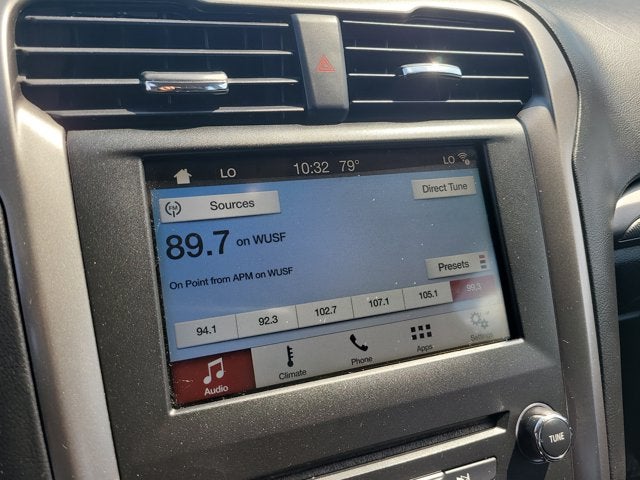 LO 10:32 79° LO
FM Sources Direct Tune
89.7 on WUSF
On Point from APM on WUSF
Presets
94.1 92.3 102.7 107.1 105.1 99.3
Audio Climate Phone Apps Settings
TUNE